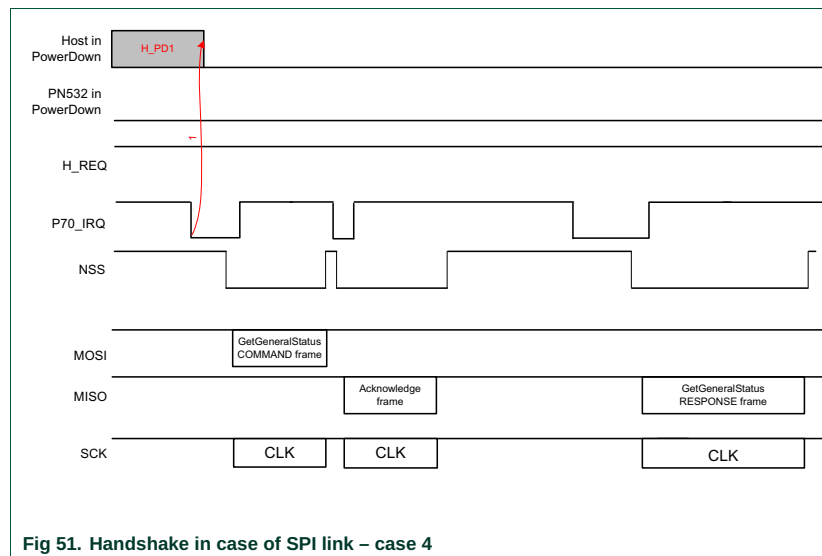 Host in
PowerDown
H_PD1
PN532 in
PowerDown
1
H_REQ
P70_IRQ
NSS
MOSI
GetGeneralStatus
COMMAND frame
MISO
Acknowledge
frame
GetGeneralStatus
RESPONSE frame
SCK
CLK
CLK
CLK
Fig 51. Handshake in case of SPI link – case 4